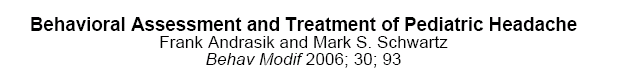 Behavioral Assessment and Treatment of Pediatric Headache
Frank Andrasik and Mark S. Schwartz
Behav Modif 2006; 30; 93